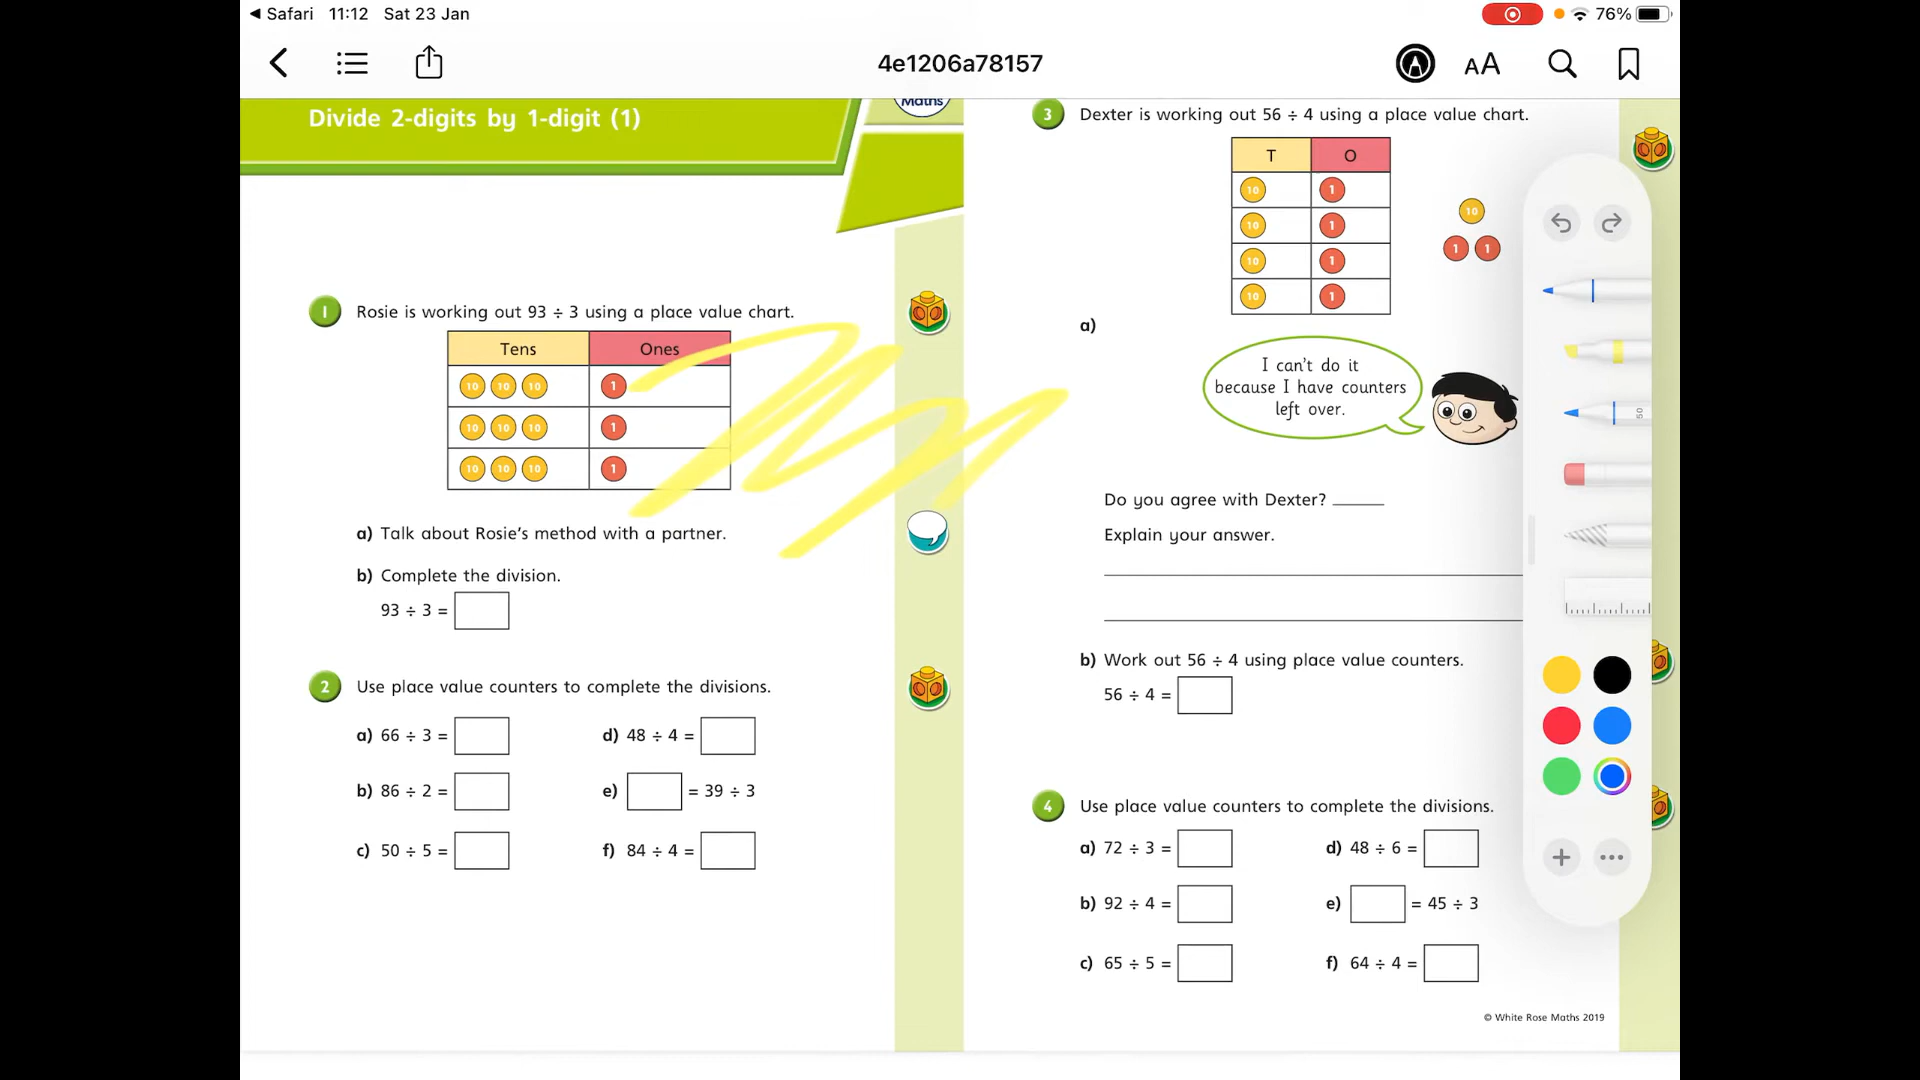 Safari 11:12 Sat 23 Jan
76%
4e1206a78157
AA
Divide 2-digits by 1-digit (1)
Maths
1 Rosie is working out 93 ÷ 3 using a place value chart.
Tens Ones
10 10 10 1
10 10 10 1
10 10 10 1
a) Talk about Rosie's method with a partner.
b) Complete the division.
93 ÷ 3 =
2 Use place value counters to complete the divisions.
a) 66 ÷ 3 =
d) 48 ÷ 4 =
b) 86 ÷ 2 =
e) = 39 ÷ 3
c) 50 ÷ 5 =
f) 84 ÷ 4 =
3 Dexter is working out 56 ÷ 4 using a place value chart.
T O
10 1
10 1
10 1
10 1
10
1 1
a)
I can't do it
because I have counters
left over.
Do you agree with Dexter? ______
Explain your answer.
b) Work out 56 ÷ 4 using place value counters.
56 ÷ 4 =
4 Use place value counters to complete the divisions.
a) 72 ÷ 3 =
d) 48 ÷ 6 =
b) 92 ÷ 4 =
e) = 45 ÷ 3
c) 65 ÷ 5 =
f) 64 ÷ 4 =
© White Rose Maths 2019
50